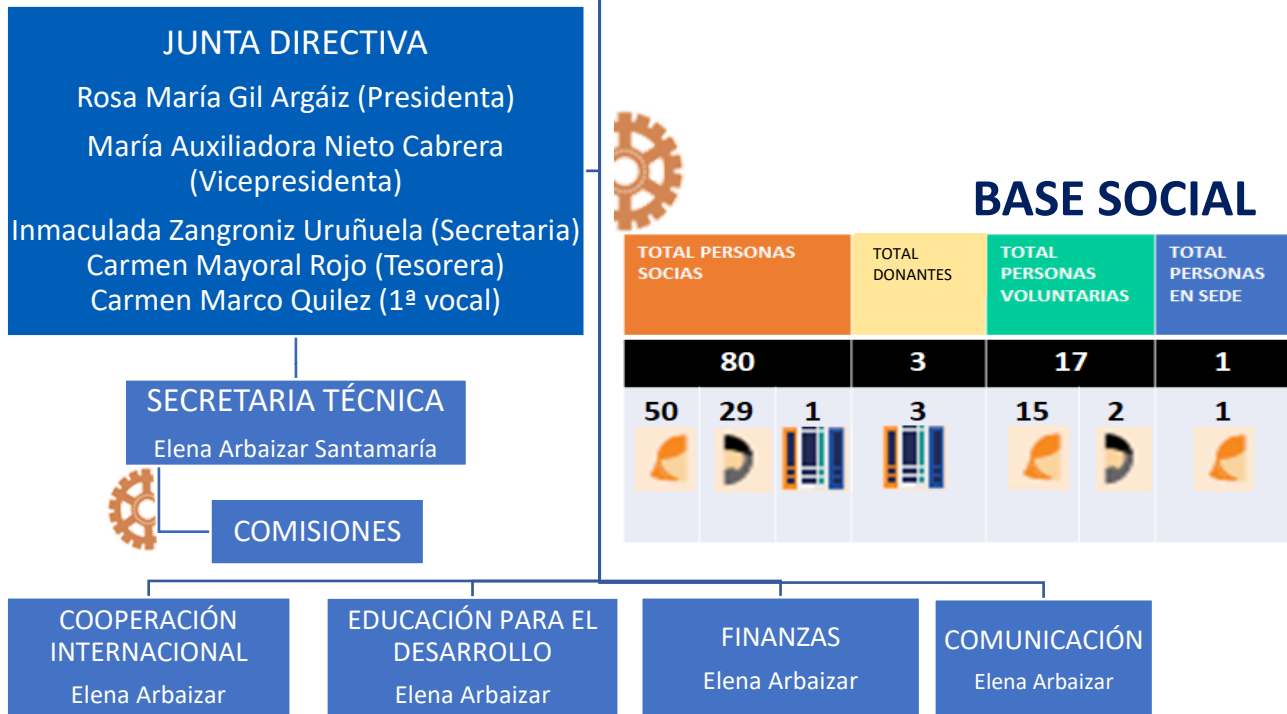 JUNTA DIRECTIVA
Rosa María Gil Argáiz (Presidenta)
María Auxiliadora Nieto Cabrera
(Vicepresidenta)
Inmaculada Zangroniz Uruñuela (Secretaria)
Carmen Mayoral Rojo (Tesorera)
Carmen Marco Quilez (1ª vocal)
SECRETARIA TÉCNICA
Elena Arbaizar Santamaría
COMISIONES
BASE SOCIAL
TOTAL PERSONAS
SOCIAS
TOTAL
DONANTES
TOTAL
PERSONAS
VOLUNTARIAS
TOTAL
PERSONAS
EN SEDE
80 3 17 1
50 29 1 3 15 2 1
COOPERACIÓN
INTERNACIONAL
Elena Arbaizar
EDUCACIÓN PARA EL
DESARROLLO
Elena Arbaizar
FINANZAS
Elena Arbaizar
COMUNICACIÓN
Elena Arbaizar